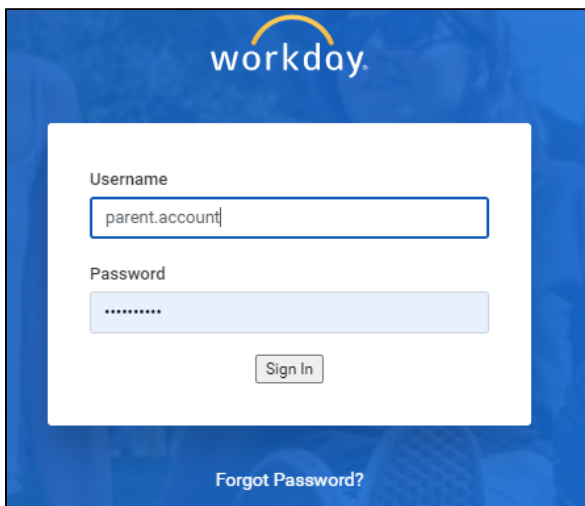 workday.
Username
parent.account
Password
••••••••••
Sign In
Forgot Password?